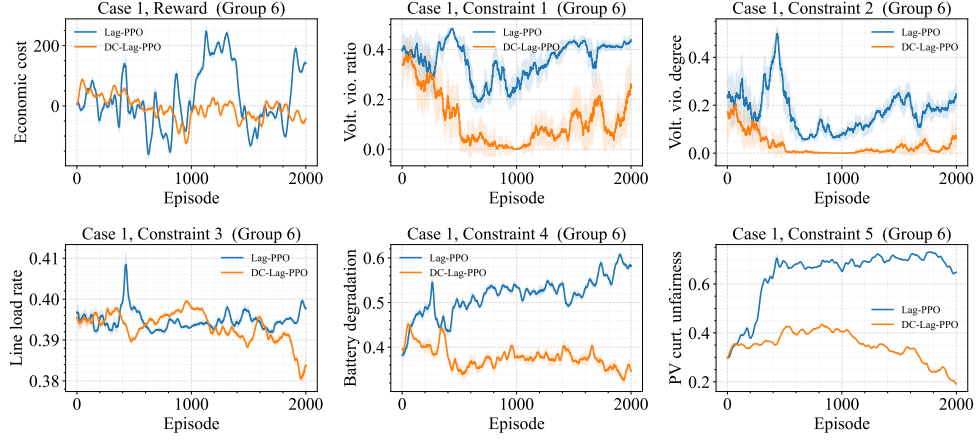 Case 1, Reward (Group 6)
Economic cost
200
0
Lag-PPO
DC-Lag-PPO
0
1000
2000
Episode
Case 1, Constraint 1 (Group 6)
Volt. vio. ratio
0.4
0.2
0.0
Lag-PPO
DC-Lag-PPO
0
1000
2000
Episode
Case 1, Constraint 2 (Group 6)
Volt. vio. degree
0.4
0.2
0.0
Lag-PPO
DC-Lag-PPO
0
1000
2000
Episode
Case 1, Constraint 3 (Group 6)
Line load rate
0.41
0.40
0.39
0.38
Lag-PPO
DC-Lag-PPO
0
1000
2000
Episode
Case 1, Constraint 4 (Group 6)
Battery degradation
0.6
0.5
0.4
Lag-PPO
DC-Lag-PPO
0
1000
2000
Episode
Case 1, Constraint 5 (Group 6)
PV curt. unfairness
0.6
0.4
0.2
Lag-PPO
DC-Lag-PPO
0
1000
2000
Episode